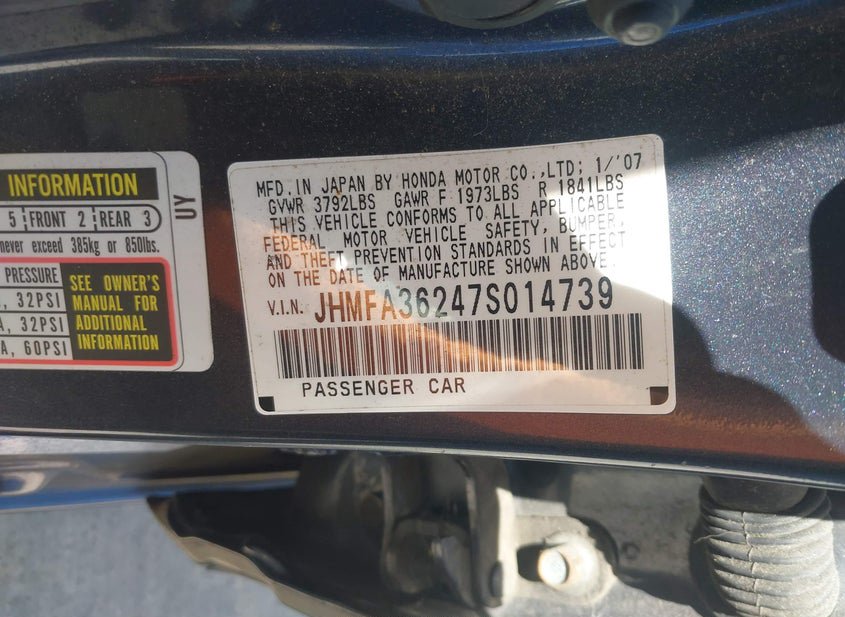 INFORMATION
5 FRONT 2 REAR 3
never exceed 385kg or 850lbs.
PRESSURE
SEE OWNER'S
MANUAL FOR
ADDITIONAL
INFORMATION
, 32PSI
A, 32PSI
A, 60PSI
UY
MFD. IN JAPAN BY HONDA MOTOR CO.,LTD; 1/'07
GVWR 3792LBS GAWR F 1973LBS R 1841LBS
THIS VEHICLE CONFORMS TO ALL APPLICABLE
FEDERAL MOTOR VEHICLE SAFETY, BUMPER,
AND THEFT PREVENTION STANDARDS IN EFFECT
ON THE DATE OF MANUFACTURE SHOWN ABOVE.
V.I.N. JHMFA36247S014739
PASSENGER CAR